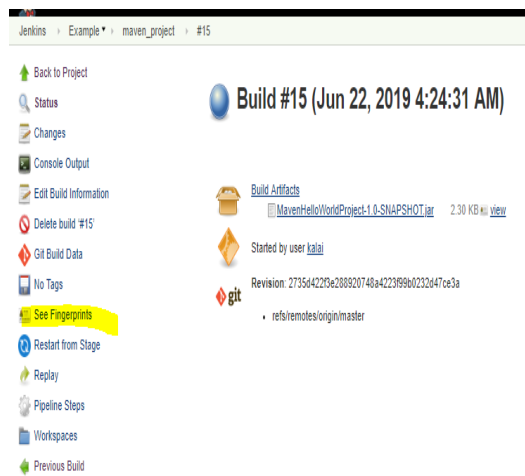 Jenkins › Example ▾ › maven_project › #15
Back to Project
Status
Changes
Console Output
Edit Build Information
Delete build '#15'
Git Build Data
No Tags
See Fingerprints
Restart from Stage
Replay
Pipeline Steps
Workspaces
Previous Build
Build #15 (Jun 22, 2019 4:24:31 AM)
Build Artifacts
MavenHelloWorldProject-1.0-SNAPSHOT.jar 2.30 KB view
Started by user kalai
git
Revision: 2735d422f3e288920748a4223f99b0232d47ce3a
• refs/remotes/origin/master